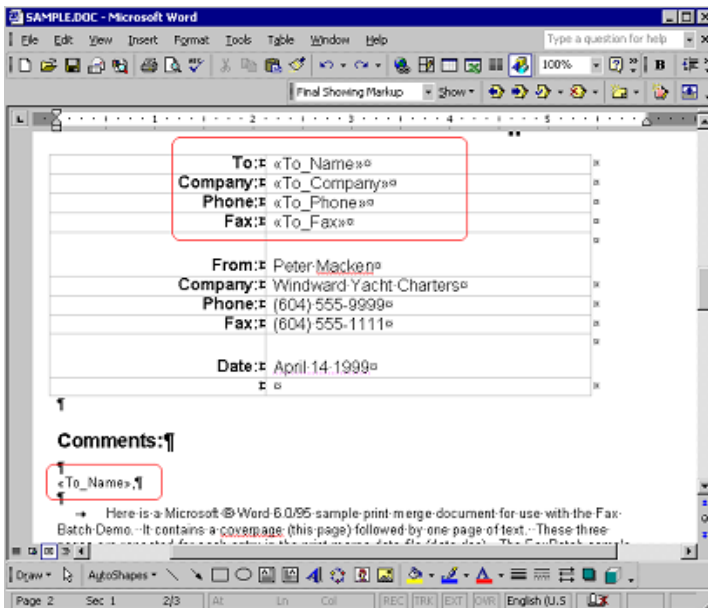 SAMPLE.DOC - Microsoft Word
File Edit View Insert Format Tools Table Window Help Type a question for help
100% B
Final Showing Markup Show
L 1 2 3 4 5
To:¤ «To_Name»¤
Company:¤ «To_Company»¤
Phone:¤ «To_Phone»¤
Fax:¤ «To_Fax»¤
From:¤ Peter·Macken¤
Company:¤ Windward·Yacht·Charters¤
Phone:¤ (604)·555-9999¤
Fax:¤ (604)·555-1111¤
Date:¤ April·14·1999¤
¤ ¤
¶
Comments:¶
¶
«To_Name»,¶
¶
→ Here·is·a·Microsoft·®·Word·6.0/95·sample·print·merge·document·for·use·with·the·Fax·
Batch·Demo.··It·contains·a·coverpage·(this·page)·followed·by·one·page·of·text.··These·three·
Draw AutoShapes
Page 2 Sec 1 2/3 At Ln Col REC TRK EXT OVR English (U.S